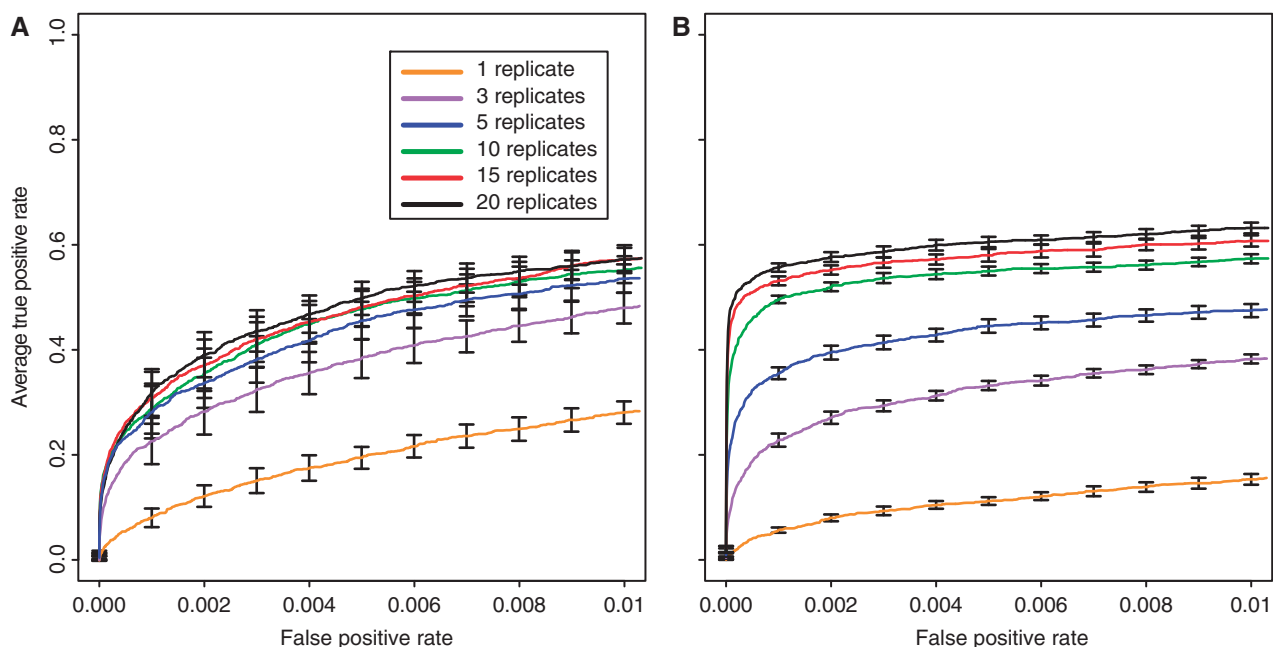 A
B
1.0
0.8
0.6
0.4
0.2
0.0
Average true positive rate
1 replicate
3 replicates
5 replicates
10 replicates
15 replicates
20 replicates
0.000 0.002 0.004 0.006 0.008 0.01
False positive rate
0.000 0.002 0.004 0.006 0.008 0.01
False positive rate